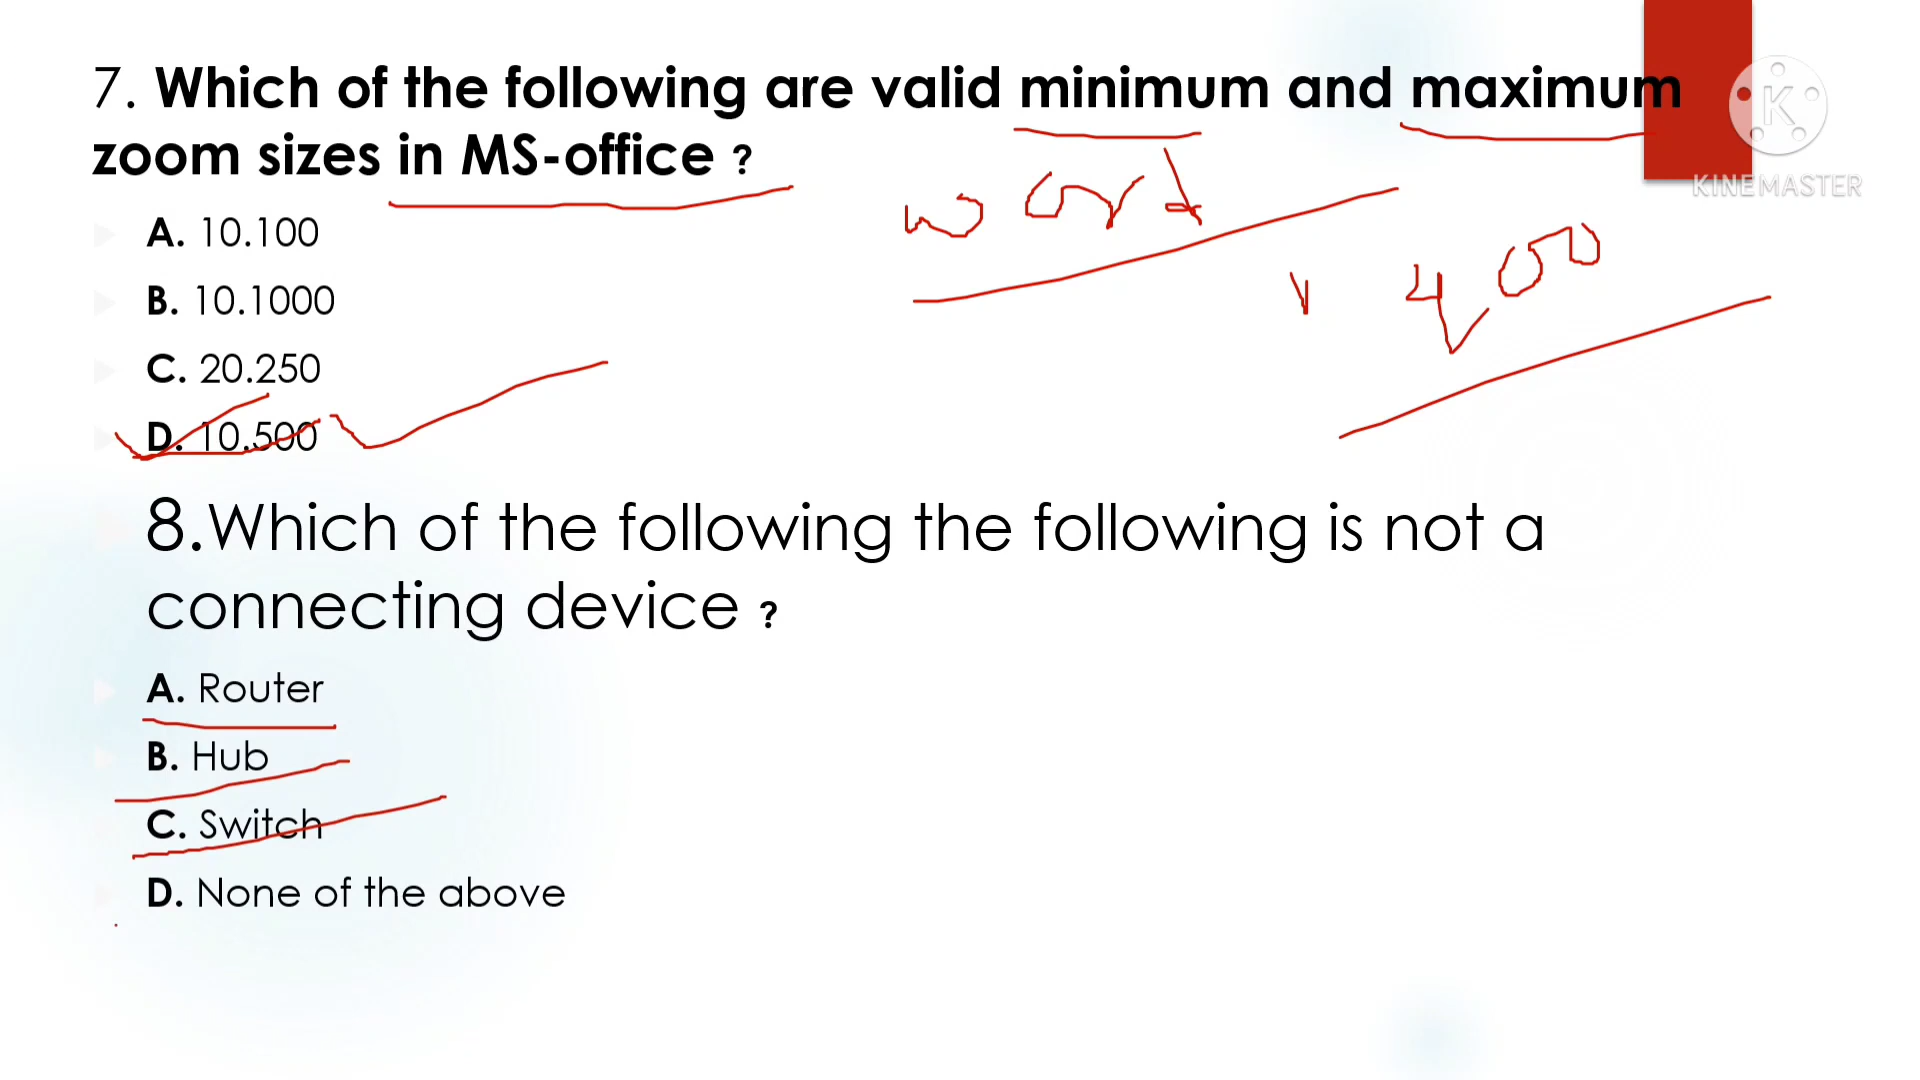 7. Which of the following are valid minimum and maximum
zoom sizes in MS-office ?
KINEMASTER
word
A. 10.100
400
B. 10.1000
C. 20.250
D. 10.500
8.Which of the following the following is not a
connecting device ?
A. Router
B. Hub
C. Switch
D. None of the above